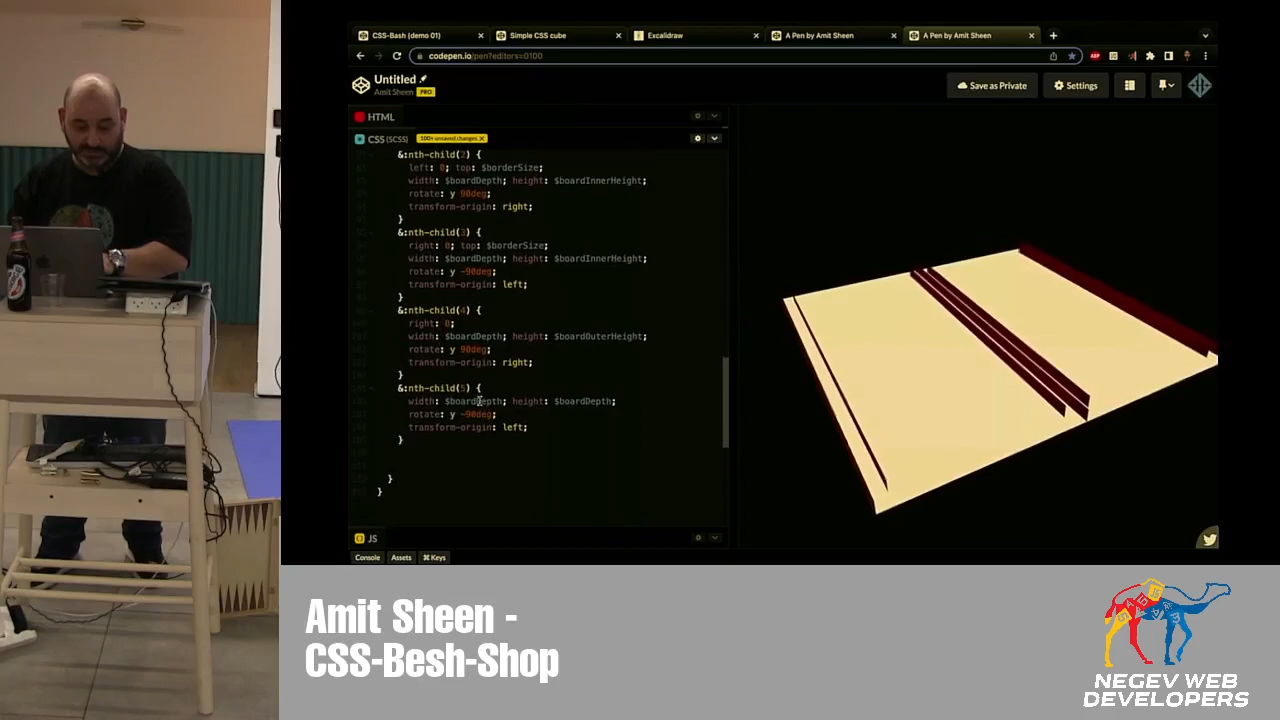 CSS-Bash (demo 01)
Simple CSS cube
Excalidraw
A Pen by Amit Sheen
A Pen by Amit Sheen
codepen.io/pen?editors=0100
Untitled
Amit Sheen PRO
Save as Private
Settings
HTML
CSS (SCSS) 100+ unsaved changes X
&:nth-child(2) {
left: 0; top: $borderSize;
width: $boardDepth; height: $boardInnerHeight;
rotate: y 90deg;
transform-origin: right;
}
&:nth-child(3) {
right: 0; top: $borderSize;
width: $boardDepth; height: $boardInnerHeight;
rotate: y -90deg;
transform-origin: left;
}
&:nth-child(4) {
right: 0;
width: $boardDepth; height: $boardOuterHeight;
rotate: y 90deg;
transform-origin: right;
}
&:nth-child(5) {
width: $boardDepth; height: $boardDepth;
rotate: y -90deg;
transform-origin: left;
}
}
}
JS
Console Assets ⌘ Keys
Amit Sheen -
CSS-Besh-Shop
NEGEV WEB
DEVELOPERS